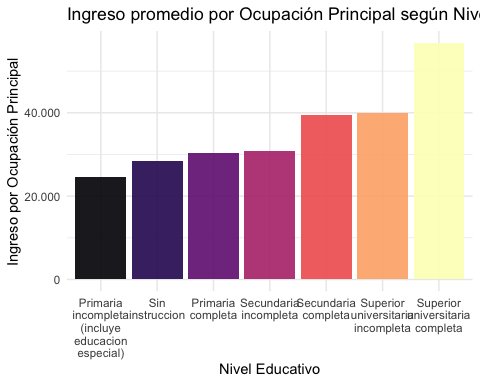 Ingreso promedio por Ocupación Principal según Niv
Ingreso por Ocupación Principal
40.000
20.000
0
Primaria
incompleta
(incluye
educacion
especial)
Sin
instruccion
Primaria
completa
Secundaria
incompleta
Secundaria
completa
Superior
universitaria
incompleta
Superior
universitaria
completa
Nivel Educativo